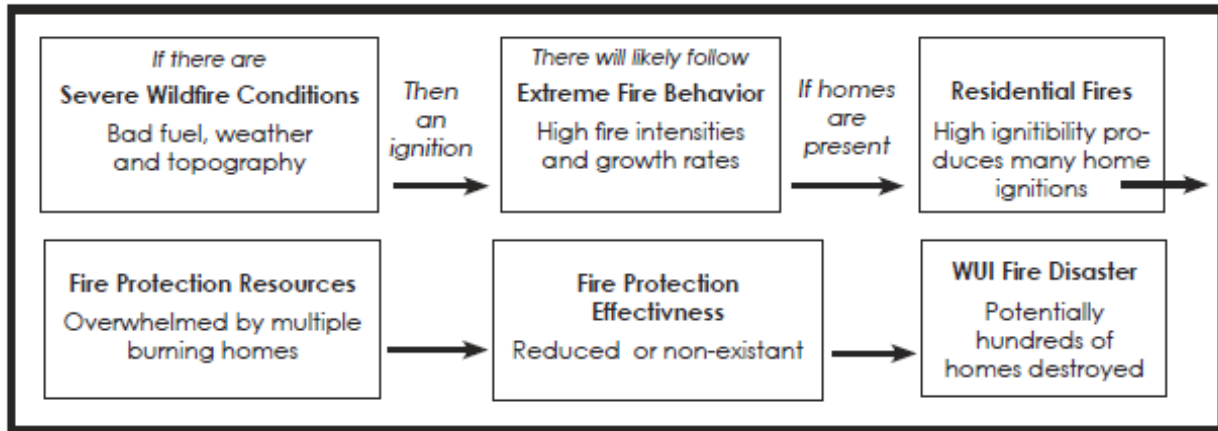 If there are
Severe Wildfire Conditions
Bad fuel, weather
and topography
Then
an
ignition
There will likely follow
Extreme Fire Behavior
High fire intensities
and growth rates
If homes
are
present
Residential Fires
High ignitibility pro-
duces many home
ignitions
Fire Protection Resources
Overwhelmed by multiple
burning homes
Fire Protection
Effectivness
Reduced or non-existant
WUI Fire Disaster
Potentially
hundreds of
homes destroyed